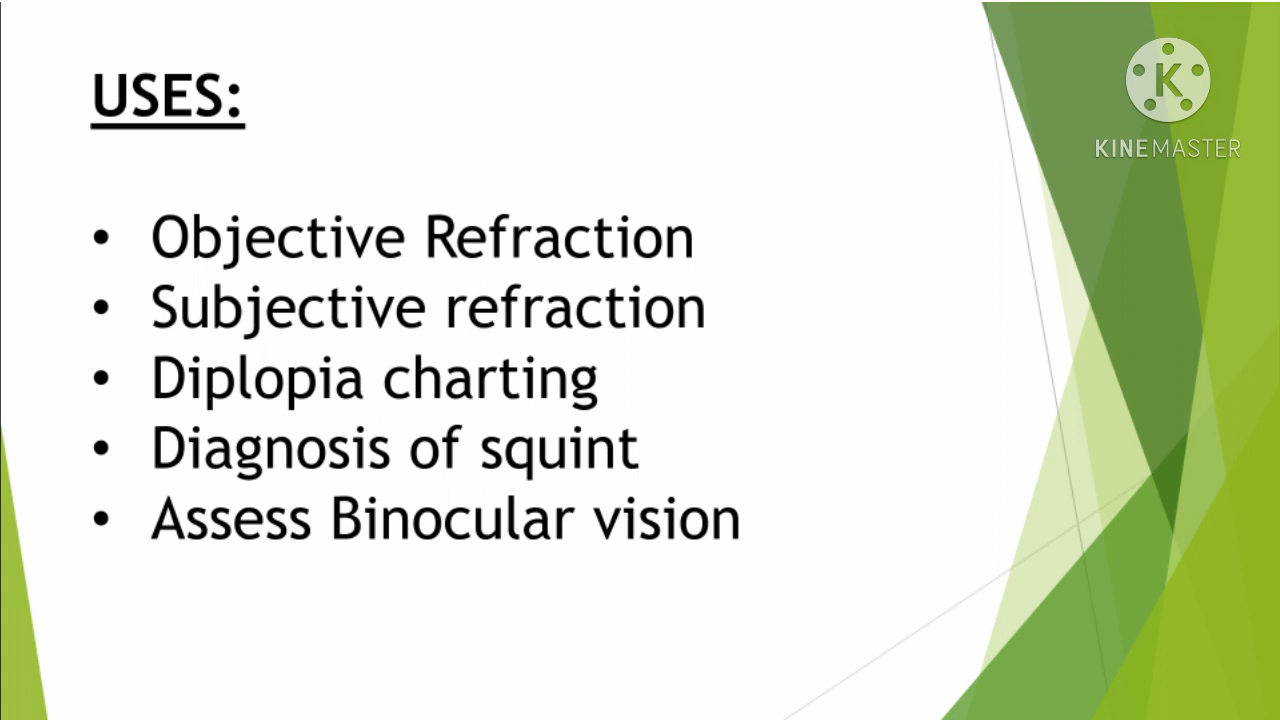 USES:
• Objective Refraction
• Subjective refraction
• Diplopia charting
• Diagnosis of squint
• Assess Binocular vision
K
KINEMASTER